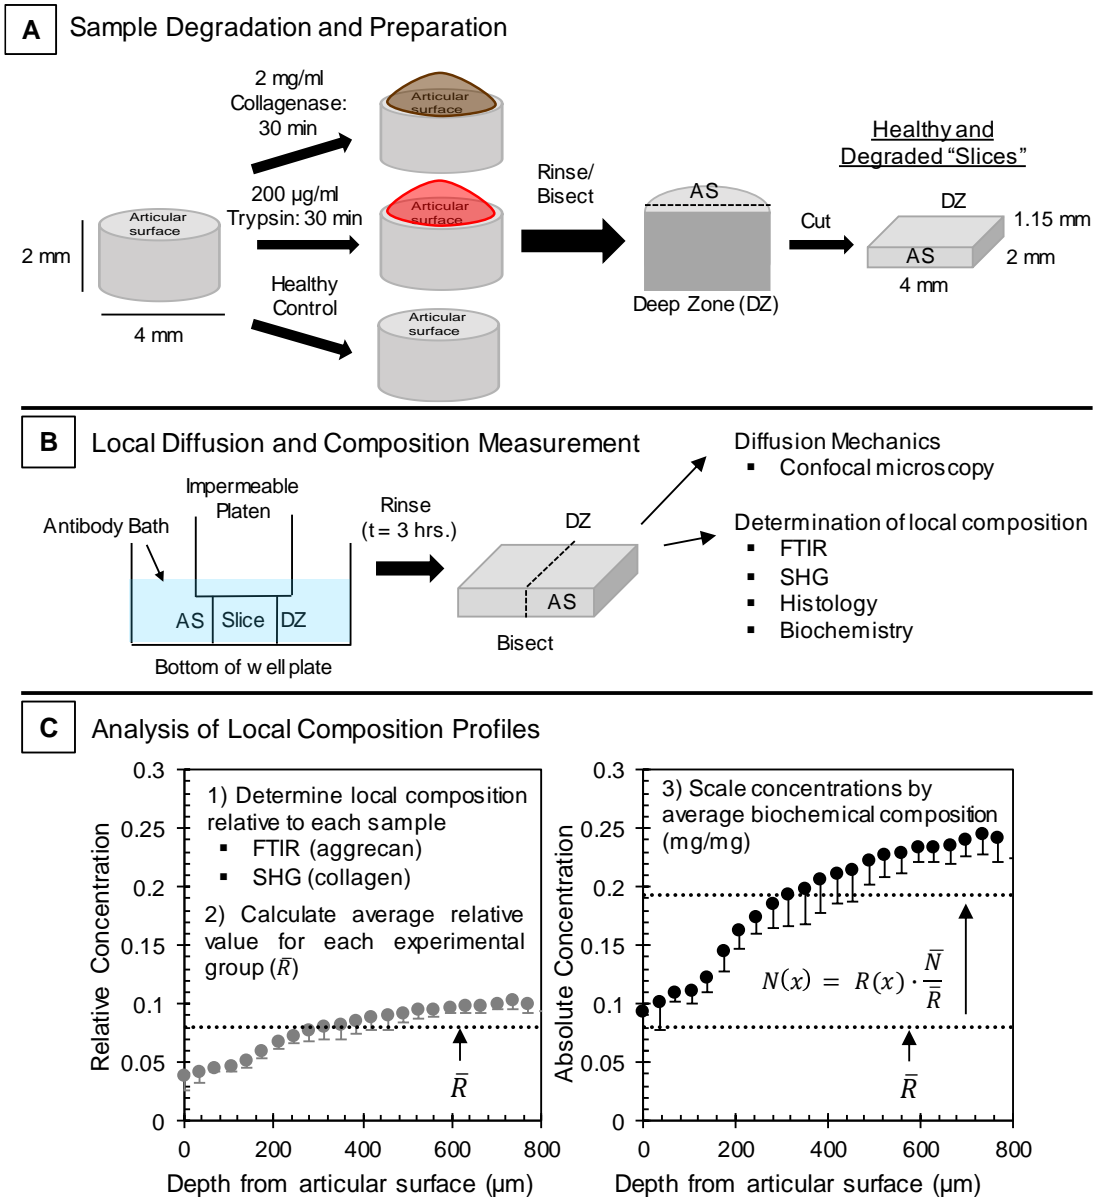 A
Sample Degradation and Preparation
2 mg/ml
Collagenase:
30 min
Articular
surface
200 µg/ml
Trypsin: 30 min
Articular
surface
Healthy
Control
Articular
surface
Articular
surface
2 mm
4 mm
Rinse/
Bisect
AS
Deep Zone (DZ)
Cut
Healthy and
Degraded “Slices”
DZ
AS
1.15 mm
2 mm
4 mm
B
Local Diffusion and Composition Measurement
Antibody Bath
Impermeable
Platen
AS
Slice
DZ
Bottom of well plate
Rinse
(t = 3 hrs.)
DZ
AS
Bisect
Diffusion Mechanics
▪ Confocal microscopy
Determination of local composition
▪ FTIR
▪ SHG
▪ Histology
▪ Biochemistry
C
Analysis of Local Composition Profiles
Relative Concentration
0.3
0.25
0.2
0.15
0.1
0.05
0
1) Determine local composition
relative to each sample
▪ FTIR (aggrecan)
▪ SHG (collagen)
2) Calculate average relative
value for each experimental
group (R̄)
R̄
0 200 400 600 800
Depth from articular surface (µm)
Absolute Concentration
0.3
0.25
0.2
0.15
0.1
0.05
0
3) Scale concentrations by
average biochemical composition
(mg/mg)
N(x) = R(x) · N̄/R̄
R̄
0 200 400 600 800
Depth from articular surface (µm)